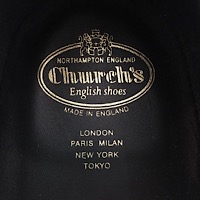 NORTHAMPTON ENGLAND
Church's
English shoes
MADE IN ENGLAND
LONDON
PARIS MILAN
NEW YORK
TOKYO